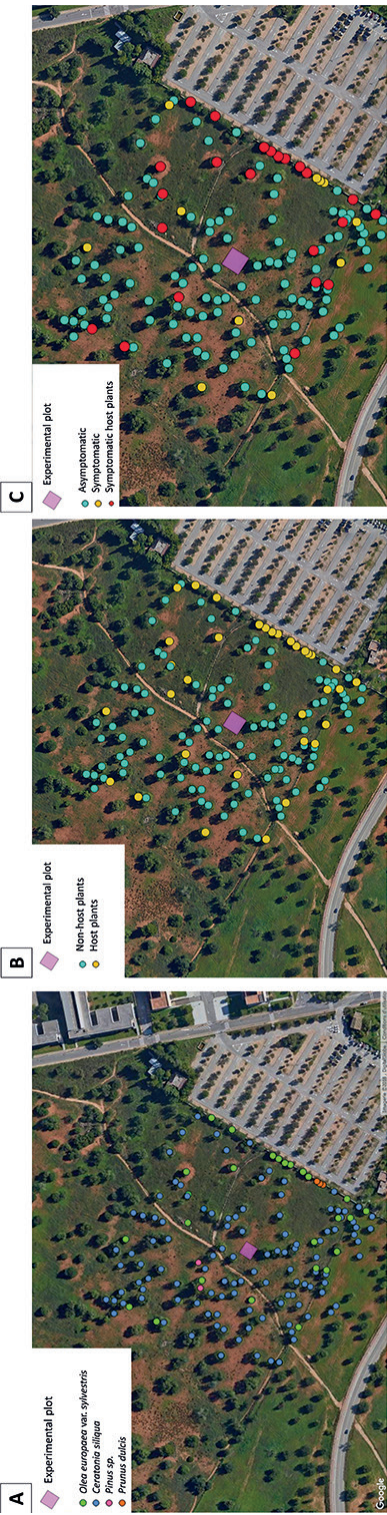 A
Experimental plot
Olea europaea var. sylvestris
Ceratonia siliqua
Pinus sp.
Prunus dulcis
Google
B
Experimental plot
Non-host plants
Host plants
C
Experimental plot
Asymptomatic
Symptomatic
Symptomatic host plants